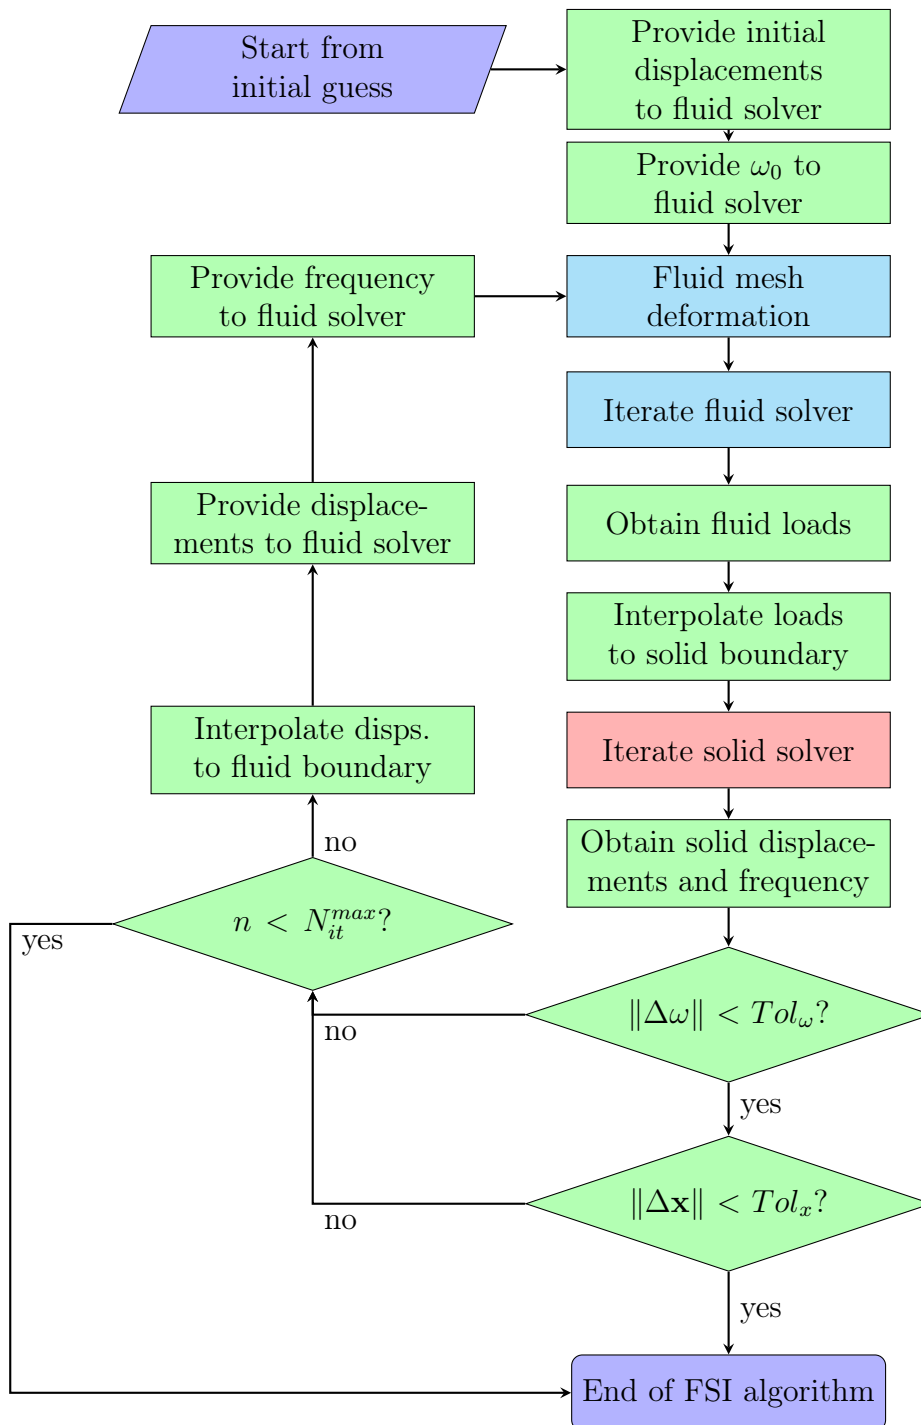 Start from
initial guess
Provide initial
displacements
to fluid solver
Provide ω₀ to
fluid solver
Provide frequency
to fluid solver
Fluid mesh
deformation
Iterate fluid solver
Provide displace-
ments to fluid solver
Obtain fluid loads
Interpolate loads
to solid boundary
Interpolate disps.
to fluid boundary
Iterate solid solver
Obtain solid displace-
ments and frequency
no
n < N_{it}^{max}?
yes
‖Δω‖ < Tol_ω?
no
yes
‖Δx‖ < Tol_x?
no
yes
End of FSI algorithm